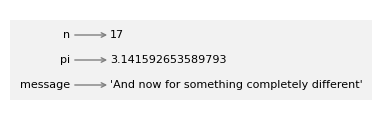 n 17
pi 3.141592653589793
message 'And now for something completely different'